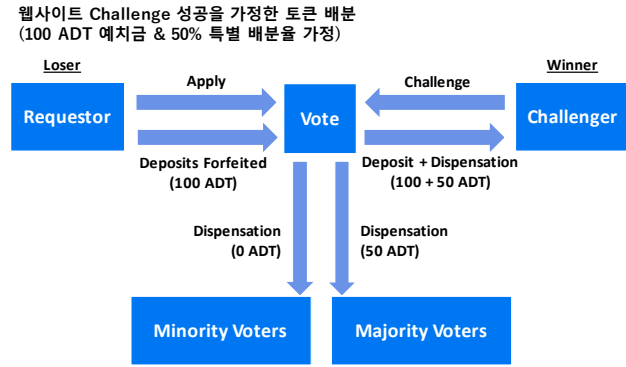 웹사이트 Challenge 성공을 가정한 토큰 배분
(100 ADT 예치금 & 50% 특별 배분율 가정)
Loser
Winner
Apply
Challenge
Requestor
Vote
Challenger
Deposits Forfeited
(100 ADT)
Deposit + Dispensation
(100 + 50 ADT)
Dispensation
(0 ADT)
Dispensation
(50 ADT)
Minority Voters
Majority Voters